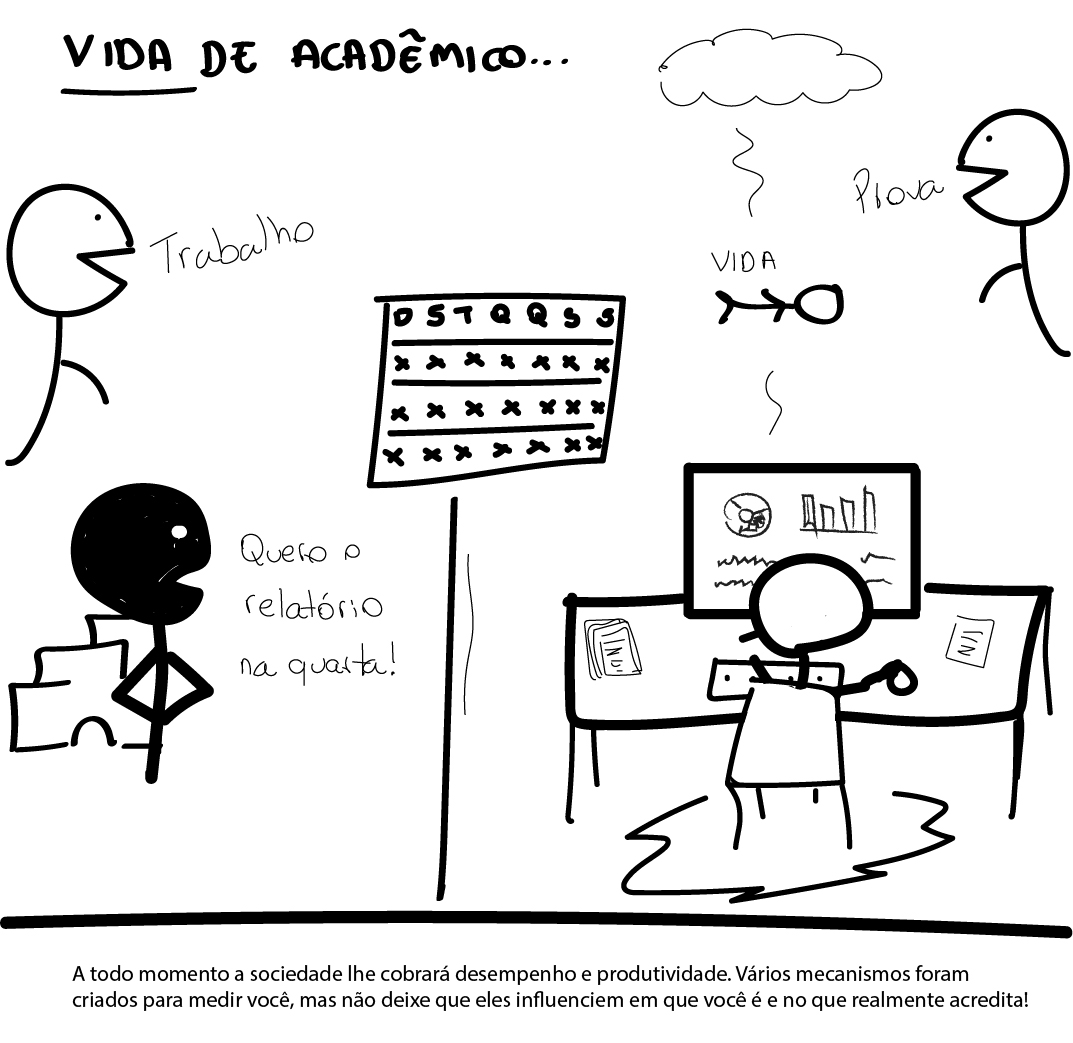 VIDA DE ACADÊMICO...
Prova
Trabalho
VIDA
D S T Q Q S S
x x x x x x x
x x x x x x x
x x x x x x x
Quero o
relatório
na quarta!
A todo momento a sociedade lhe cobrará desempenho e produtividade. Vários mecanismos foram
criados para medir você, mas não deixe que eles influenciem em que você é e no que realmente acredita!